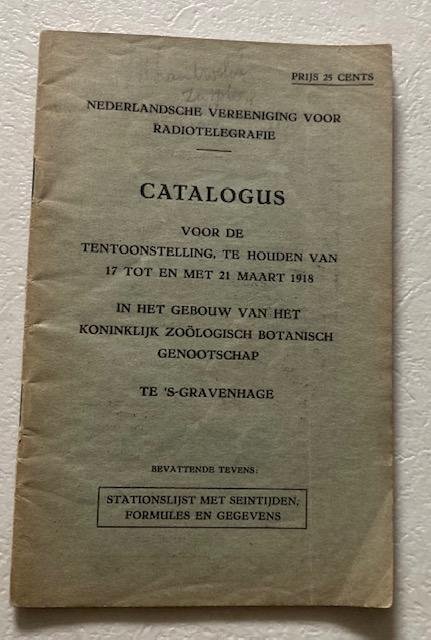 PRIJS 25 CENTS
NEDERLANDSCHE VEREENIGING VOOR
RADIOTELEGRAFIE
CATALOGUS
VOOR DE
TENTOONSTELLING, TE HOUDEN VAN
17 TOT EN MET 21 MAART 1918
IN HET GEBOUW VAN HET
KONINKLIJK ZOÖLOGISCH BOTANISCH
GENOOTSCHAP
TE 'S-GRAVENHAGE
BEVATTENDE TEVENS:
STATIONSLIJST MET SEINTIJDEN,
FORMULES EN GEGEVENS